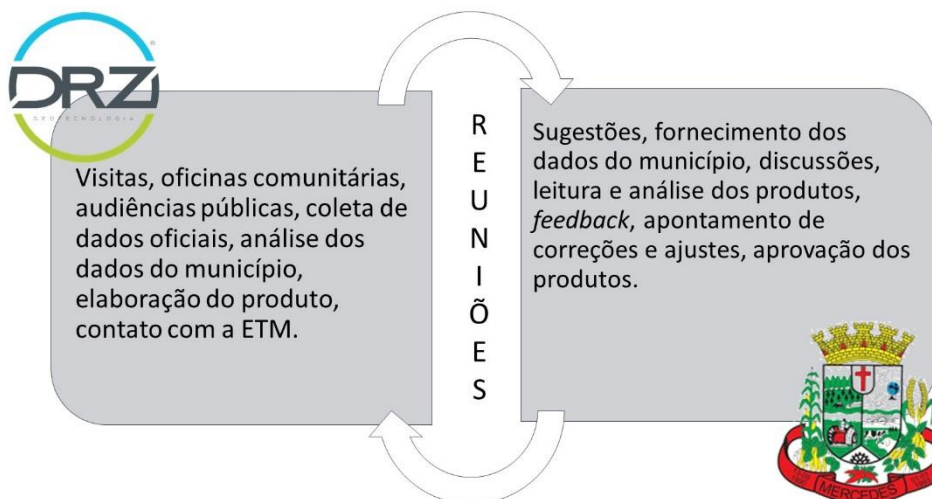 DRZ
GEOTECNOLOGIA
Visitas, oficinas comunitárias,
audiências públicas, coleta de
dados oficiais, análise dos
dados do município,
elaboração do produto,
contato com a ETM.
R
E
U
N
I
Õ
E
S
Sugestões, fornecimento dos
dados do município, discussões,
leitura e análise dos produtos,
feedback, apontamento de
correções e ajustes, aprovação dos
produtos.
MERCEDES